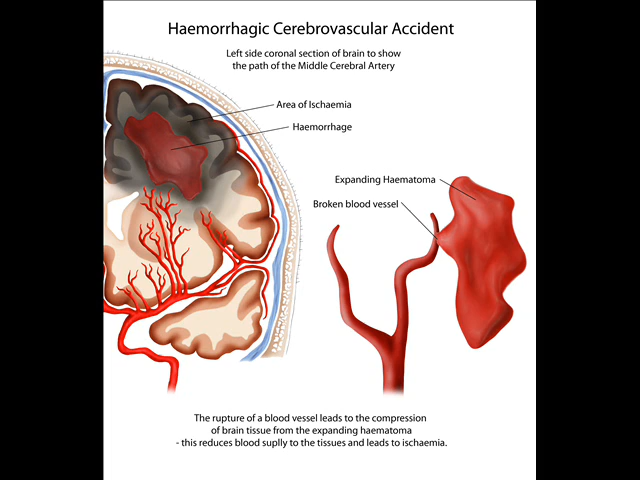 Haemorrhagic Cerebrovascular Accident
Left side coronal section of brain to show
the path of the Middle Cerebral Artery
Area of Ischaemia
Haemorrhage
Expanding Haematoma
Broken blood vessel
The rupture of a blood vessel leads to the compression
of brain tissue from the expanding haematoma
- this reduces blood suplly to the tissues and leads to ischaemia.